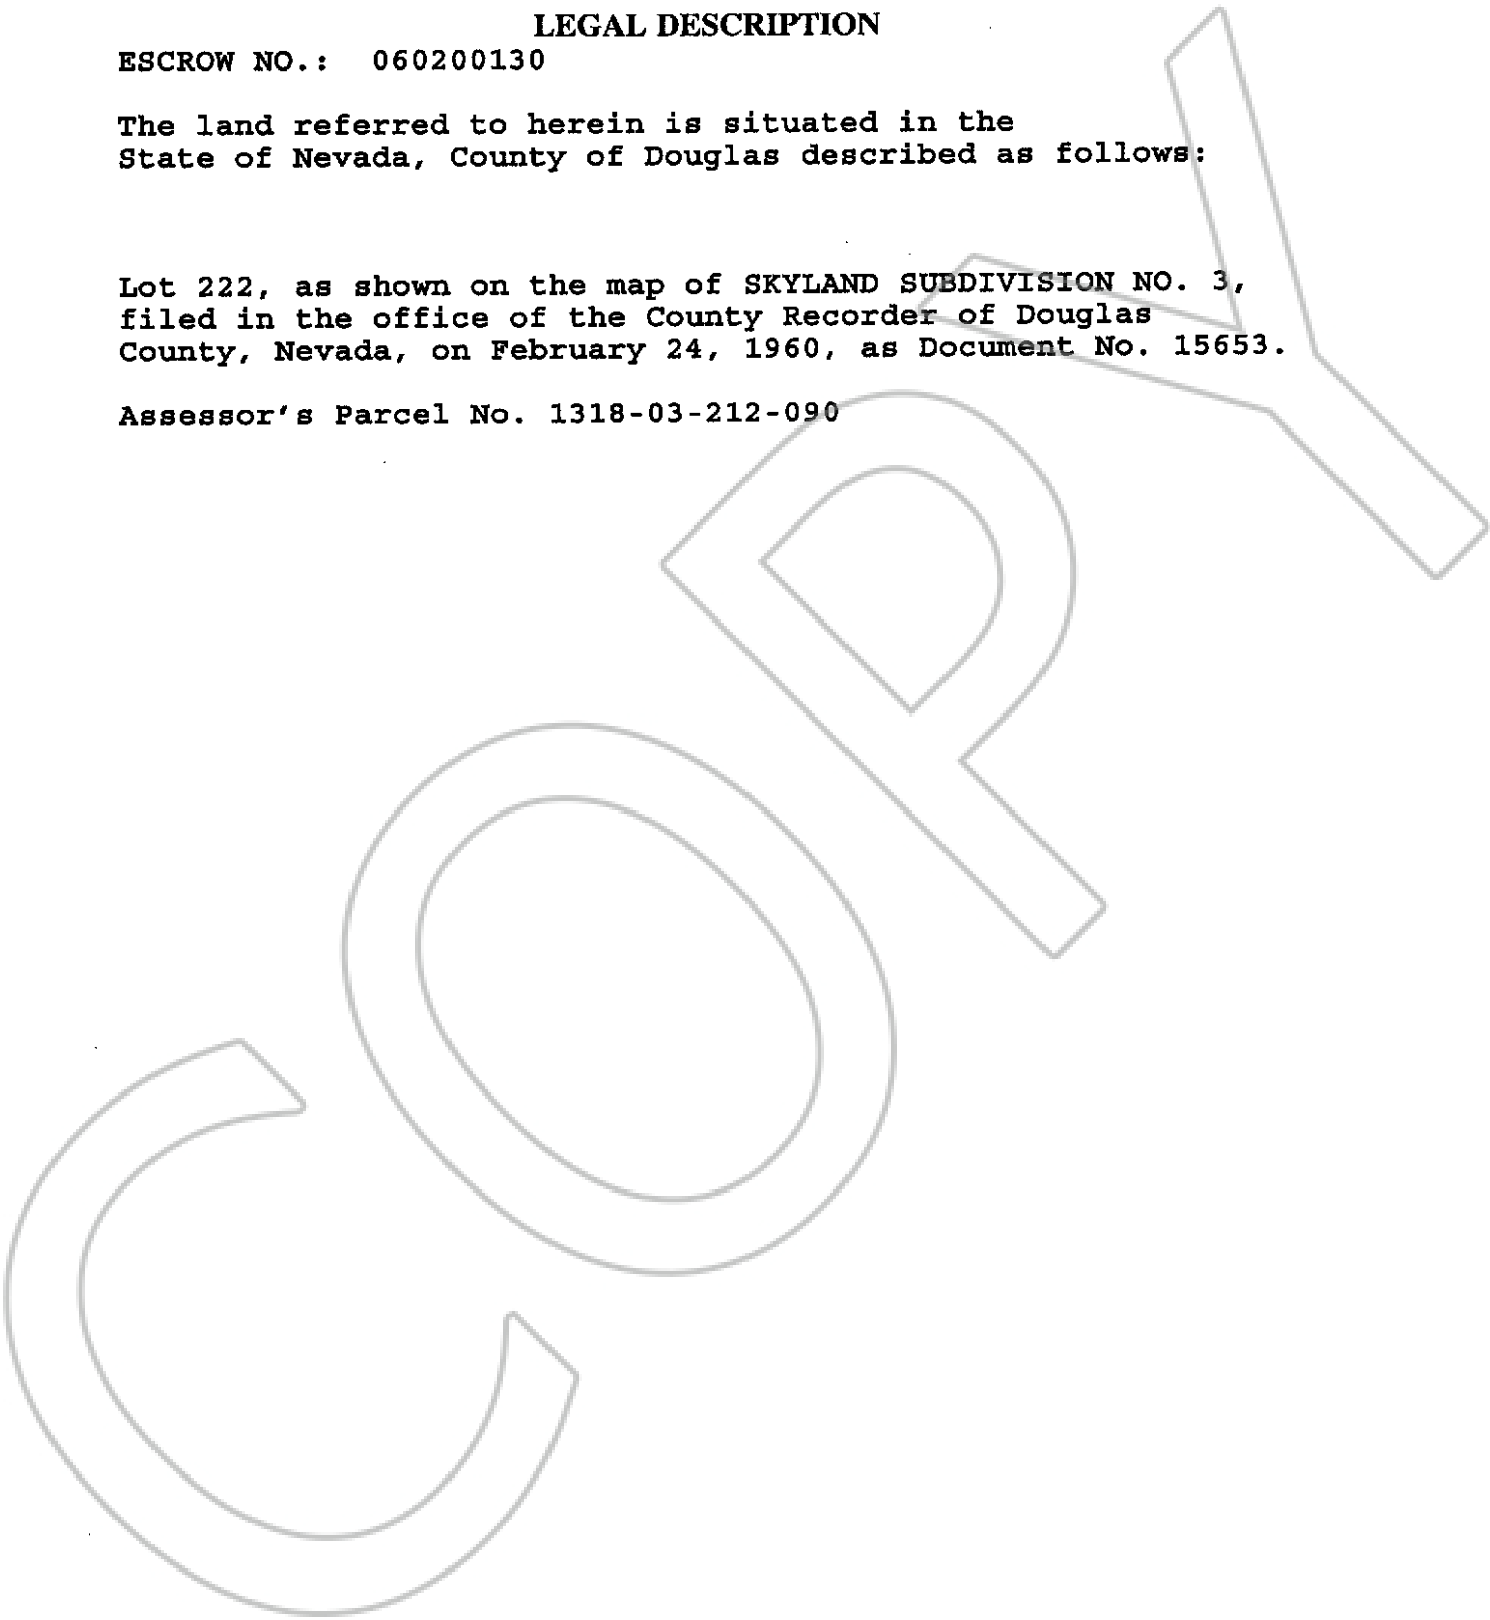 LEGAL DESCRIPTION
ESCROW NO.: 060200130
The land referred to herein is situated in the
State of Nevada, County of Douglas described as follows:
Lot 222, as shown on the map of SKYLAND SUBDIVISION NO. 3,
filed in the office of the County Recorder of Douglas
County, Nevada, on February 24, 1960, as Document No. 15653.
Assessor's Parcel No. 1318-03-212-090
COPY